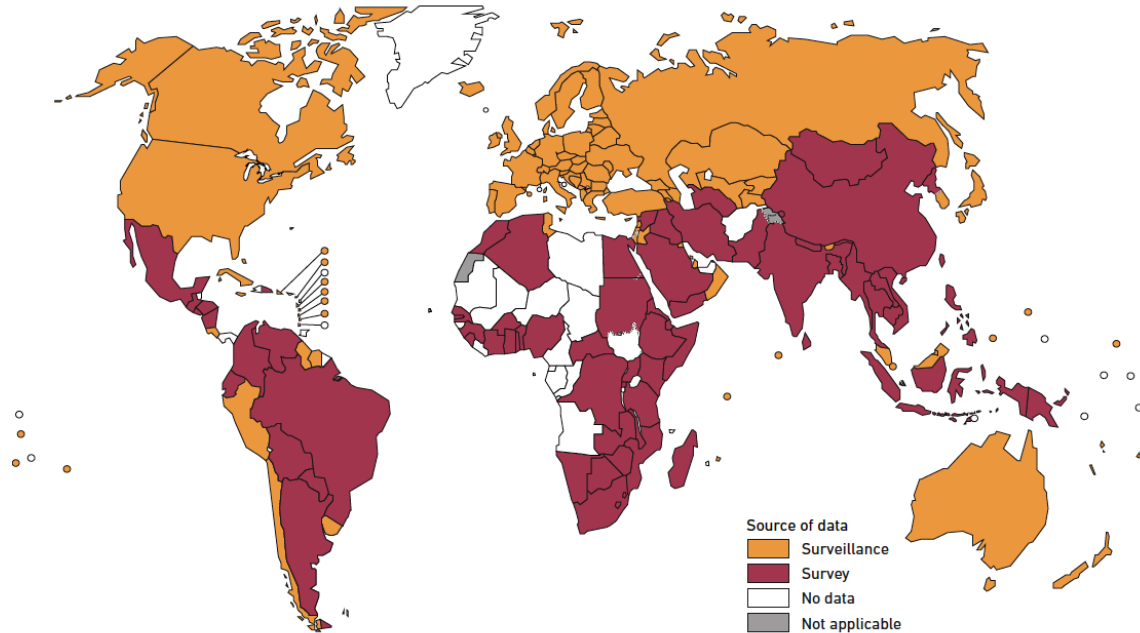 Source of data
Surveillance
Survey
No data
Not applicable